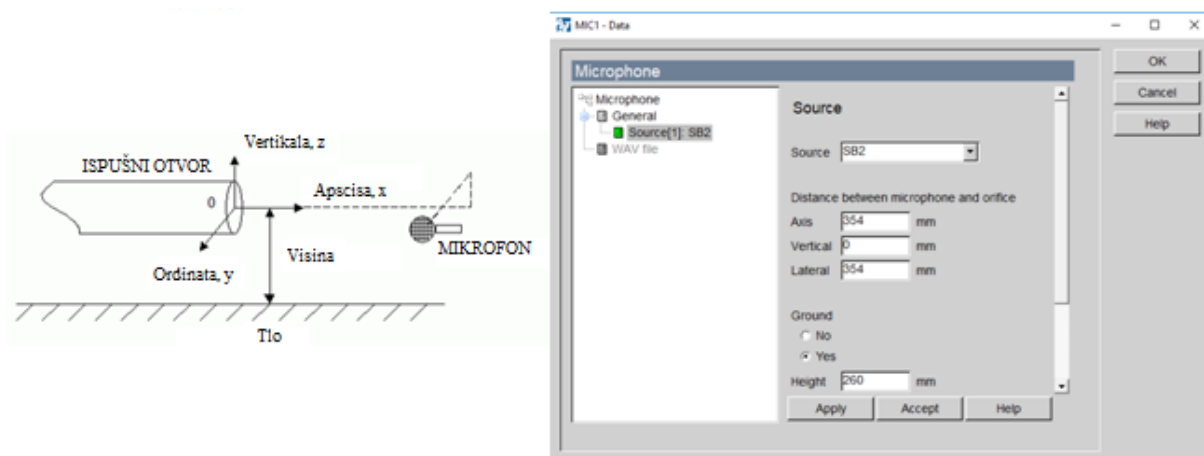 Vertikala, z
ISPUŠNI OTVOR
0
Apscisa, x
MIKROFON
Visina
Ordinata, y
Tlo
MIC1 - Data
OK
Cancel
Help
Microphone
Microphone
General
Source[1]: SB2
WAV file
Source
Source SB2
Distance between microphone and orifice
Axis 354 mm
Vertical 0 mm
Lateral 354 mm
Ground
No
Yes
Height 260 mm
Apply Accept Help